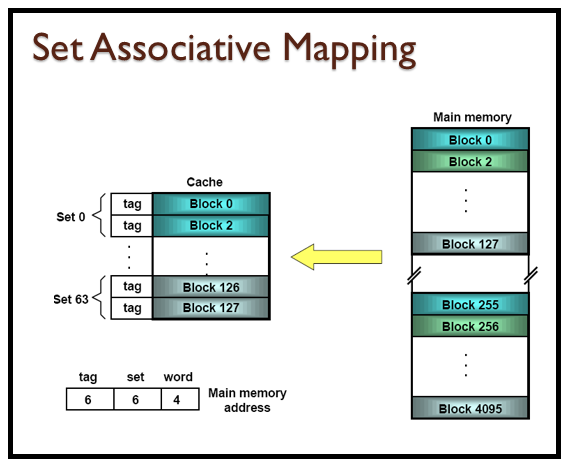 Set Associative Mapping
Main memory
Block 0
Block 2
Block 127
Block 255
Block 256
Block 4095
Cache
Set 0
tag Block 0
tag Block 2
Set 63
tag Block 126
tag Block 127
tag set word
6 6 4
Main memory
address